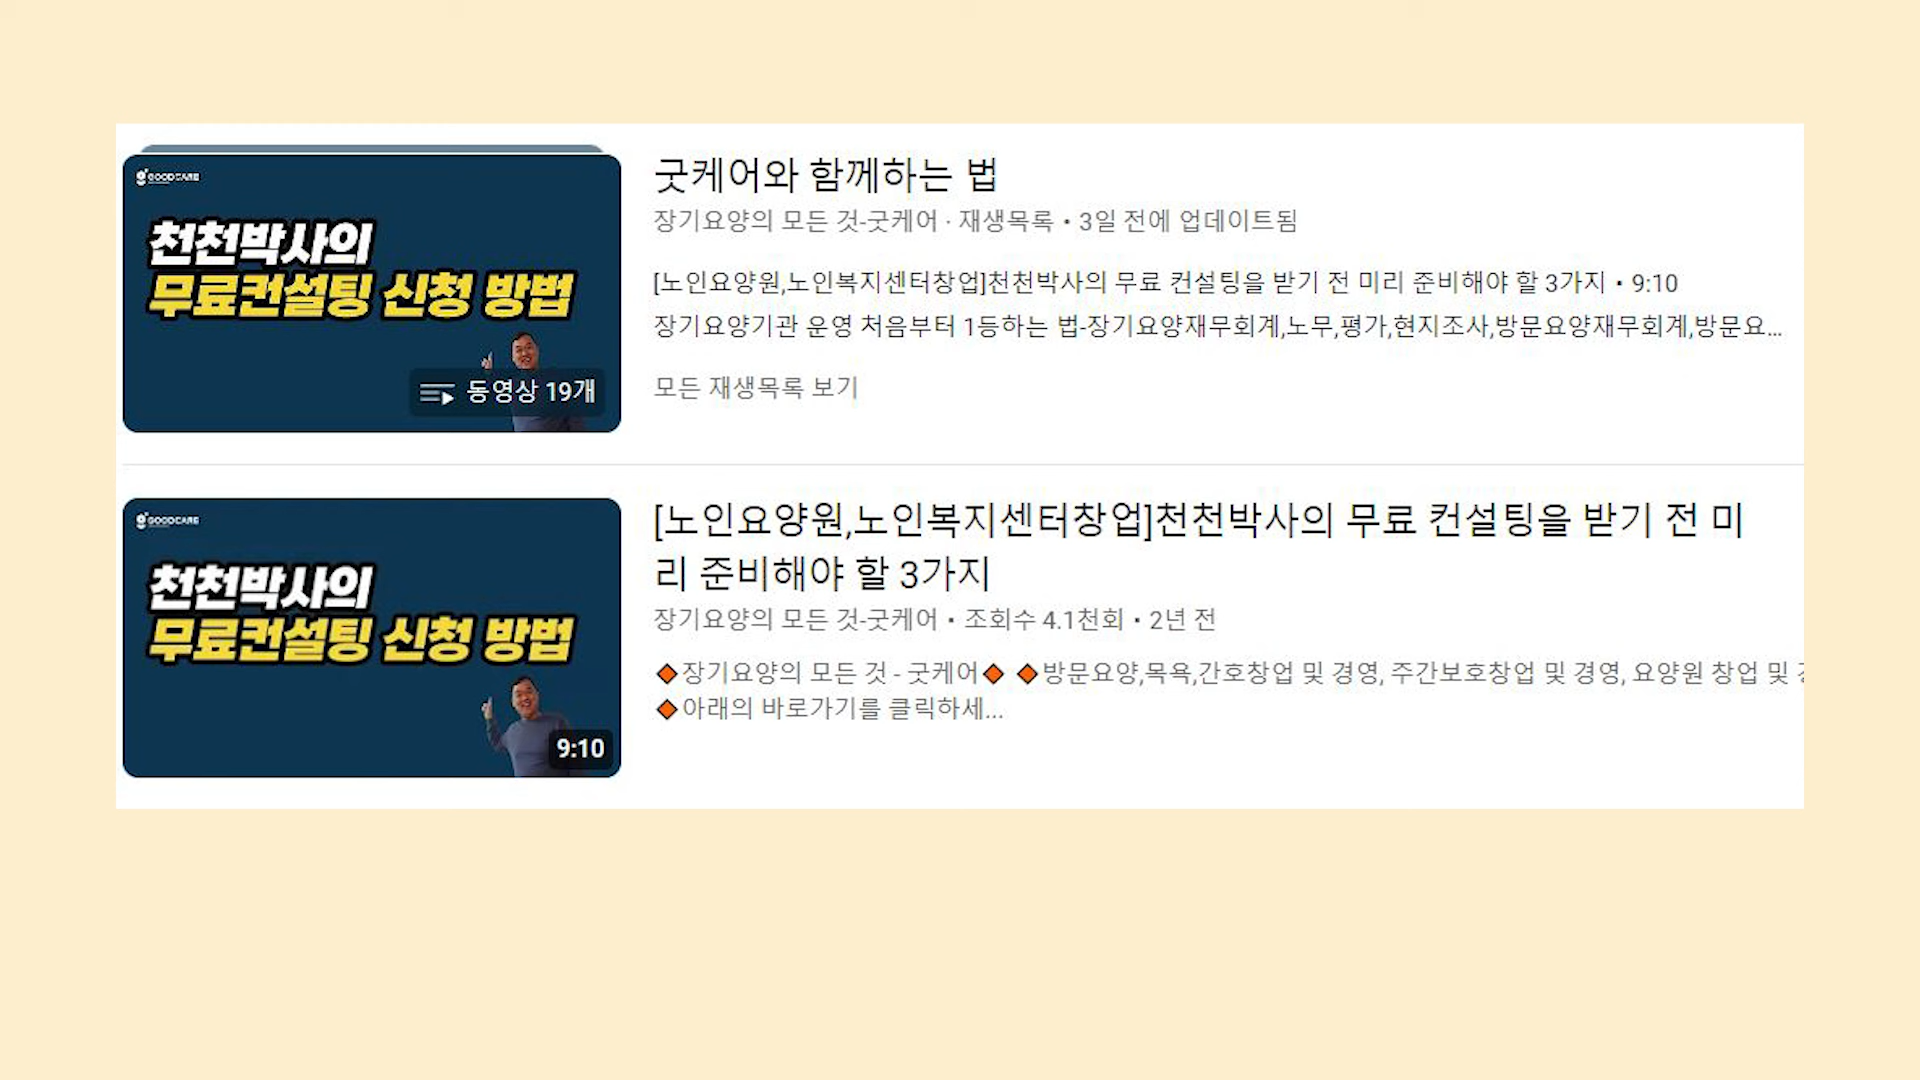 GOODCARE
천천박사의
무료컨설팅 신청 방법
동영상 19개
굿케어와 함께하는 법
장기요양의 모든 것-굿케어 · 재생목록 • 3일 전에 업데이트됨
[노인요양원,노인복지센터창업]천천박사의 무료 컨설팅을 받기 전 미리 준비해야 할 3가지 • 9:10
장기요양기관 운영 처음부터 1등하는 법-장기요양재무회계,노무,평가,현지조사,방문요양재무회계,방문요...
모든 재생목록 보기
GOODCARE
천천박사의
무료컨설팅 신청 방법
9:10
[노인요양원,노인복지센터창업]천천박사의 무료 컨설팅을 받기 전 미
리 준비해야 할 3가지
장기요양의 모든 것-굿케어 • 조회수 4.1천회 • 2년 전
◆장기요양의 모든 것 - 굿케어◆ ◆방문요양,목욕,간호창업 및 경영, 주간보호창업 및 경영, 요양원 창업 및
◆아래의 바로가기를 클릭하세...